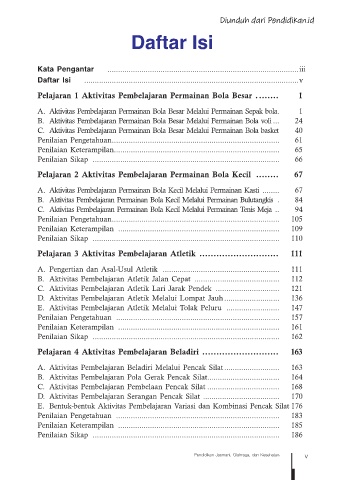 Diunduh dari Pendidikan.id
Daftar Isi
Kata Pengantar ........ iii
Daftar Isi ........ v
Pelajaran 1 Aktivitas Pembelajaran Permainan Bola Besar ........ 1
A. Aktivitas Pembelajaran Permainan Bola Besar Melalui Permainan Sepak bola. 1
B. Aktivitas Pembelajaran Permainan Bola Besar Melalui Permainan Bola voli ... 24
C. Aktivitas Pembelajaran Permainan Bola Besar Melalui Permainan Bola basket 40
Penilaian Pengetahuan........ 61
Penilaian Keterampilan........ 65
Penilaian Sikap ........ 66
Pelajaran 2 Aktivitas Pembelajaran Permainan Bola Kecil ........ 67
A. Aktivitas Pembelajaran Permainan Bola Kecil Melalui Permainan Kasti ........ 67
B. Aktivitas Pembelajaran Permainan Bola Kecil Melalui Permainan Bulutangkis . 84
C. Aktivitas Pembelajaran Permainan Bola Kecil Melalui Permainan Tenis Meja .. 94
Penilaian Pengetahuan........ 105
Penilaian Keterampilan ........ 109
Penilaian Sikap ........ 110
Pelajaran 3 Aktivitas Pembelajaran Atletik ........ 111
A. Pengertian dan Asal-Usul Atletik ........ 111
B. Aktivitas Pembelajaran Atletik Jalan Cepat ........ 112
C. Aktivitas Pembelajaran Atletik Lari Jarak Pendek ........ 121
D. Aktivitas Pembelajaran Atletik Melalui Lompat Jauh ........ 136
E. Aktivitas Pembelajaran Atletik Melalui Tolak Peluru ........ 147
Penilaian Pengetahuan ........ 157
Penilaian Keterampilan ........ 161
Penilaian Sikap ........ 162
Pelajaran 4 Aktivitas Pembelajaran Beladiri ........ 163
A. Aktivitas Pembelajaran Beladiri Melalui Pencak Silat ........ 163
B. Aktivitas Pembelajaran Pola Gerak Pencak Silat........ 164
C. Aktivitas Pembelajaran Pembelaan Pencak Silat ........ 168
D. Aktivitas Pembelajaran Serangan Pencak Silat ........ 170
E. Bentuk-bentuk Aktivitas Pembelajaran Variasi dan Kombinasi Pencak Silat 176
Penilaian Pengetahuan ........ 183
Penilaian Keterampilan ........ 185
Penilaian Sikap ........ 186
Pendidikan Jasmani, Olahraga, dan Kesehatan v